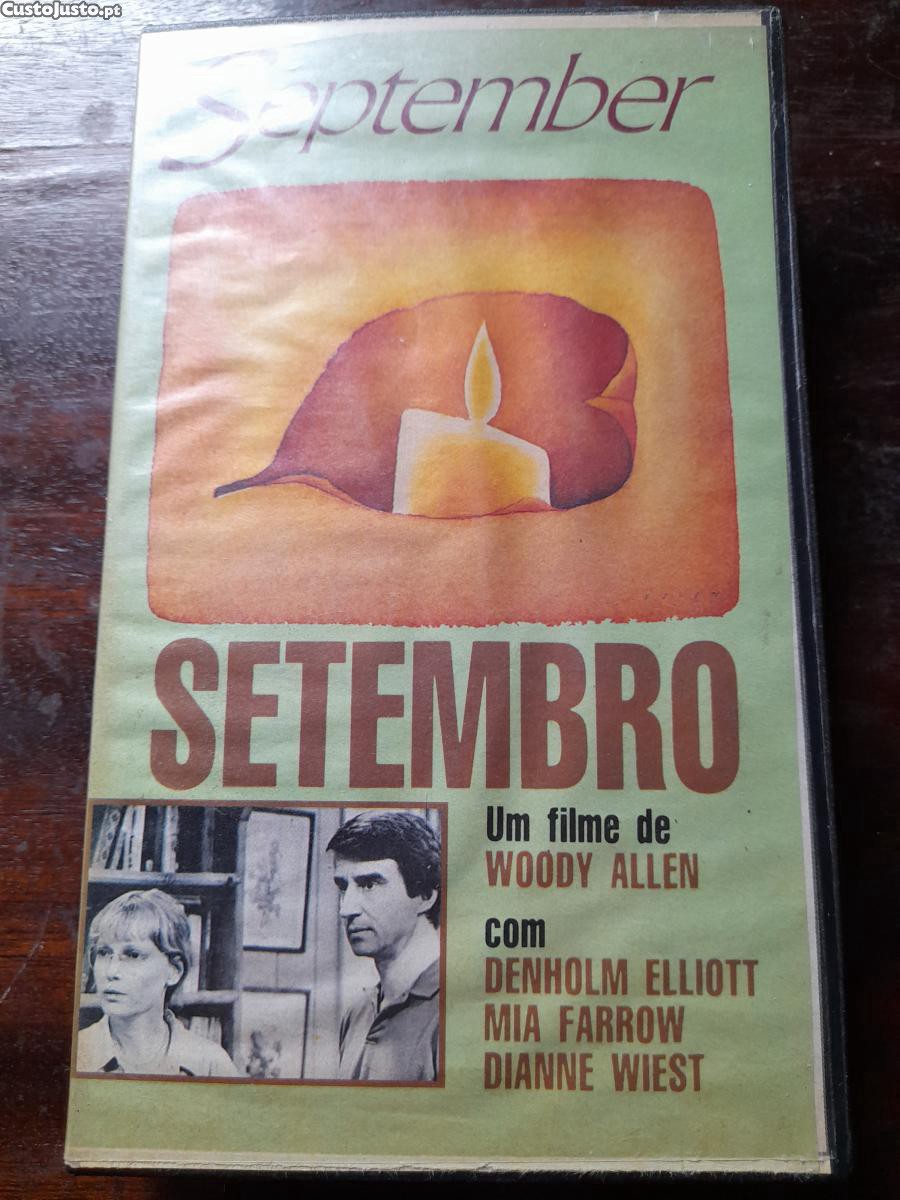 CustoJusto.pt
September
SETEMBRO
Um filme de
WOODY ALLEN
com
DENHOLM ELLIOTT
MIA FARROW
DIANNE WIEST